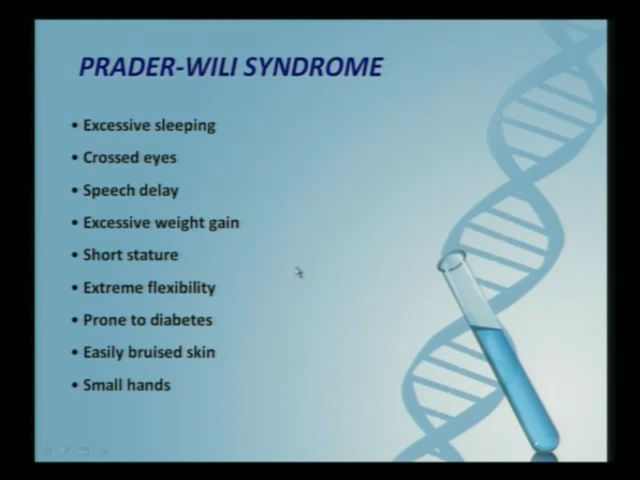 PRADER-WILI SYNDROME
• Excessive sleeping
• Crossed eyes
• Speech delay
• Excessive weight gain
• Short stature
• Extreme flexibility
• Prone to diabetes
• Easily bruised skin
• Small hands